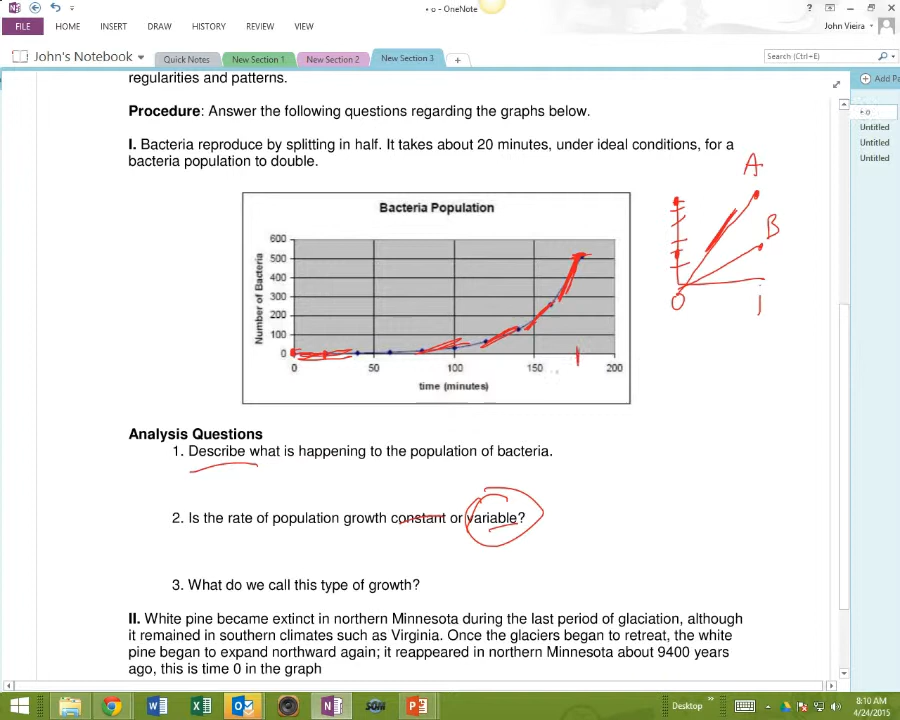 • o - OneNote
John Vieira
FILE HOME INSERT DRAW HISTORY REVIEW VIEW
John's Notebook Quick Notes New Section 1 New Section 2 New Section 3 Search (Ctrl+E)
Add Pa
• o
Untitled
Untitled
Untitled
regularities and patterns.
Procedure: Answer the following questions regarding the graphs below.
I. Bacteria reproduce by splitting in half. It takes about 20 minutes, under ideal conditions, for a
bacteria population to double.
Bacteria Population
Number of Bacteria
600
500
400
300
200
100
0
0 50 100 150 200
time (minutes)
A
B
0 1
Analysis Questions
1. Describe what is happening to the population of bacteria.
2. Is the rate of population growth constant or variable?
3. What do we call this type of growth?
II. White pine became extinct in northern Minnesota during the last period of glaciation, although
it remained in southern climates such as Virginia. Once the glaciers began to retreat, the white
pine began to expand northward again; it reappeared in northern Minnesota about 9400 years
ago, this is time 0 in the graph
Desktop
8:10 AM
4/24/2015